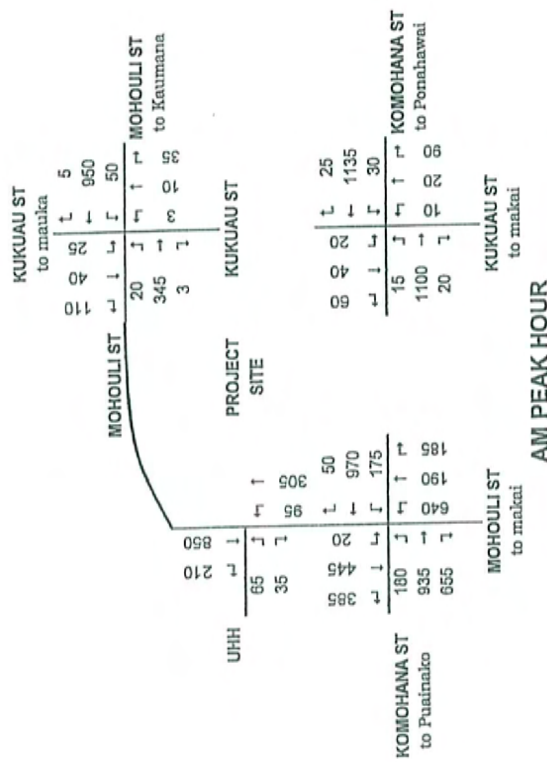 KUKUAU ST
to mauka
110 40 25
5
950
50
MOHOULI ST
MOHOULI ST
to Kaumana
20
345
3
3 10 35
KUKUAU ST
PROJECT
SITE
210 850
UHH
65
35
95 305
385 445 20
50
970
175
180
935
655
640 190 185
KOMOHANA ST
to Puainako
MOHOULI ST
to makai
60 40 20
25
1135
30
KOMOHANA ST
to Ponahawai
15
1100
20
10 20 90
KUKUAU ST
to makai
AM PEAK HOUR